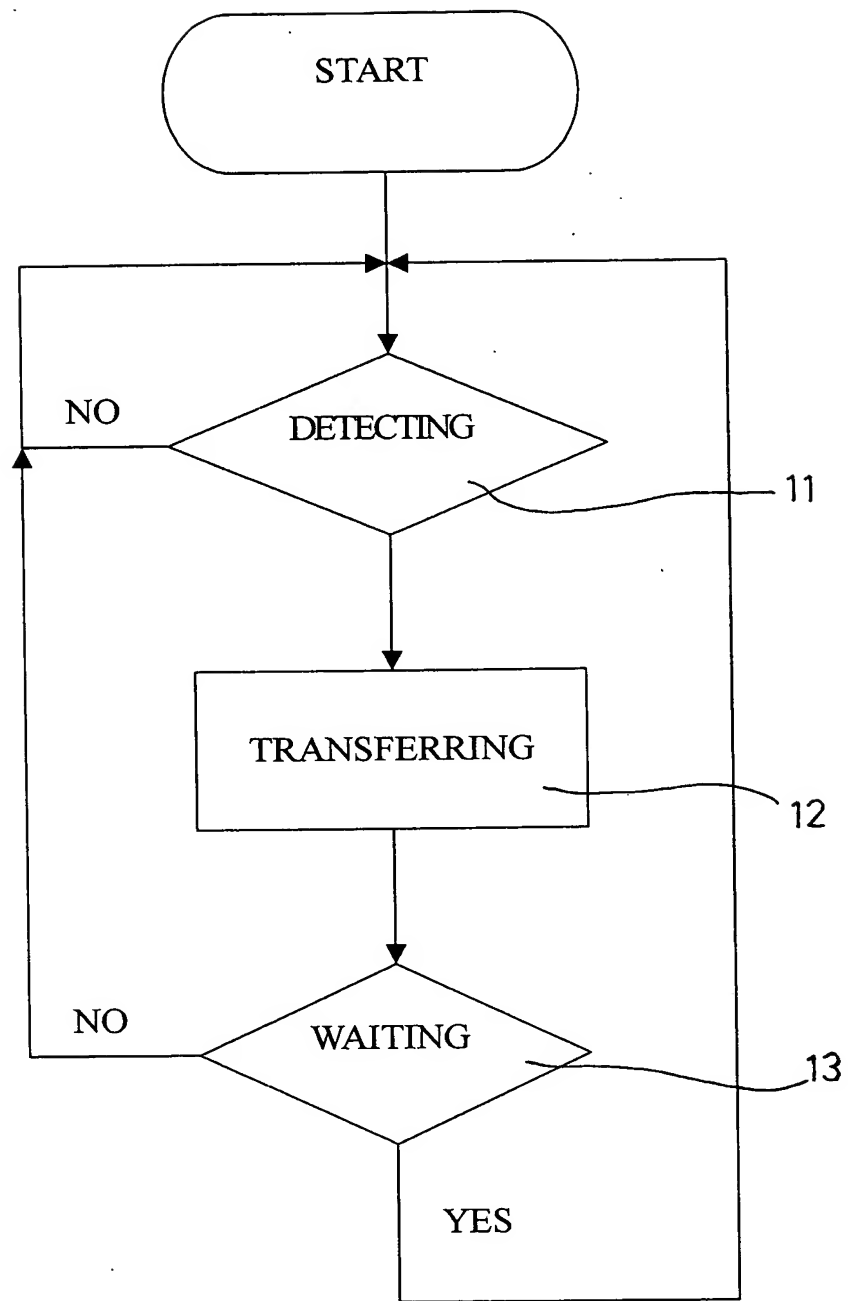 START
NO
DETECTING
11
TRANSFERRING
12
NO
WAITING
13
YES